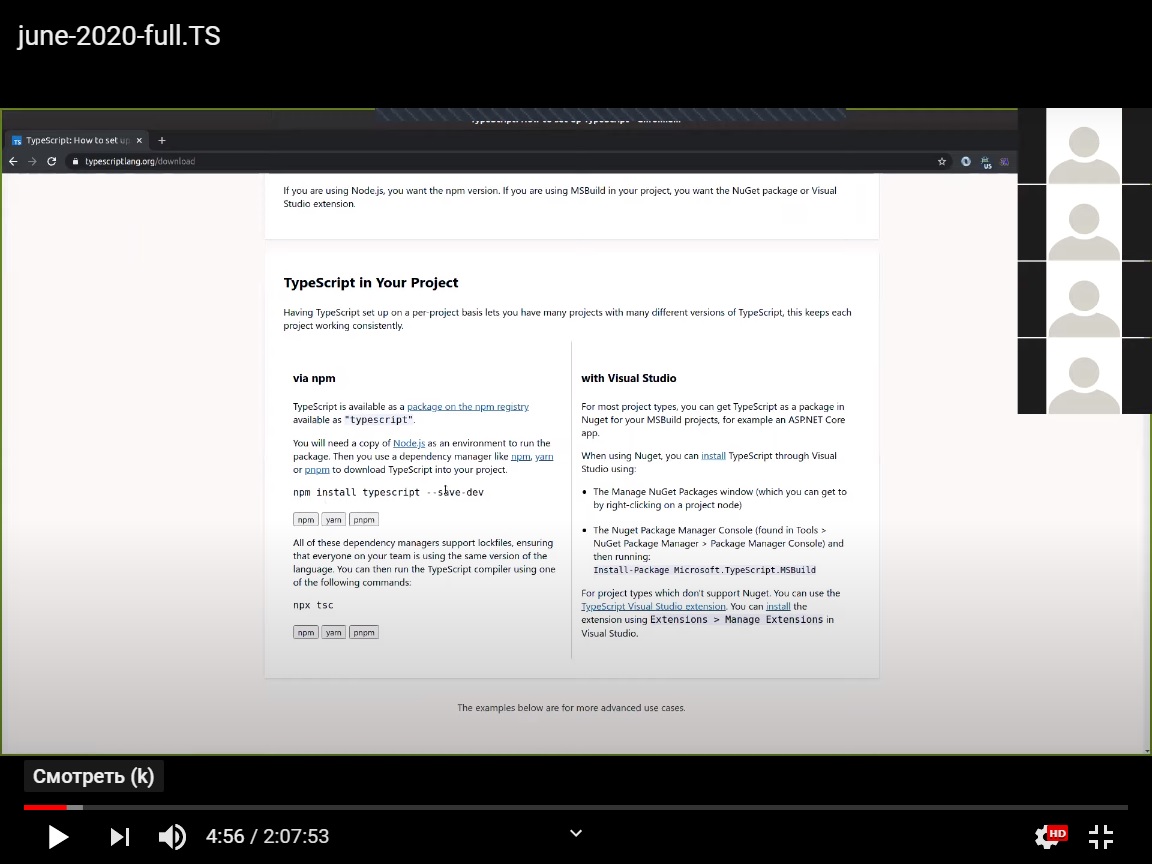 june-2020-full.TS
TypeScript: How to set up
typescriptlang.org/download
US
If you are using Node.js, you want the npm version. If you are using MSBuild in your project, you want the NuGet package or Visual
Studio extension.
TypeScript in Your Project
Having TypeScript set up on a per-project basis lets you have many projects with many different versions of TypeScript, this keeps each
project working consistently.
via npm
TypeScript is available as a package on the npm registry
available as "typescript".
You will need a copy of Node.js as an environment to run the
package. Then you use a dependency manager like npm, yarn
or pnpm to download TypeScript into your project.
npm install typescript --save-dev
npm yarn pnpm
All of these dependency managers support lockfiles, ensuring
that everyone on your team is using the same version of the
language. You can then run the TypeScript compiler using one
of the following commands:
npx tsc
npm yarn pnpm
with Visual Studio
For most project types, you can get TypeScript as a package in
Nuget for your MSBuild projects, for example an ASP.NET Core
app.
When using Nuget, you can install TypeScript through Visual
Studio using:
• The Manage NuGet Packages window (which you can get to
by right-clicking on a project node)
• The Nuget Package Manager Console (found in Tools >
NuGet Package Manager > Package Manager Console) and
then running:
Install-Package Microsoft.TypeScript.MSBuild
For project types which don't support Nuget. You can use the
TypeScript Visual Studio extension. You can install the
extension using Extensions > Manage Extensions in
Visual Studio.
The examples below are for more advanced use cases.
Смотреть (k)
4:56 / 2:07:53
HD